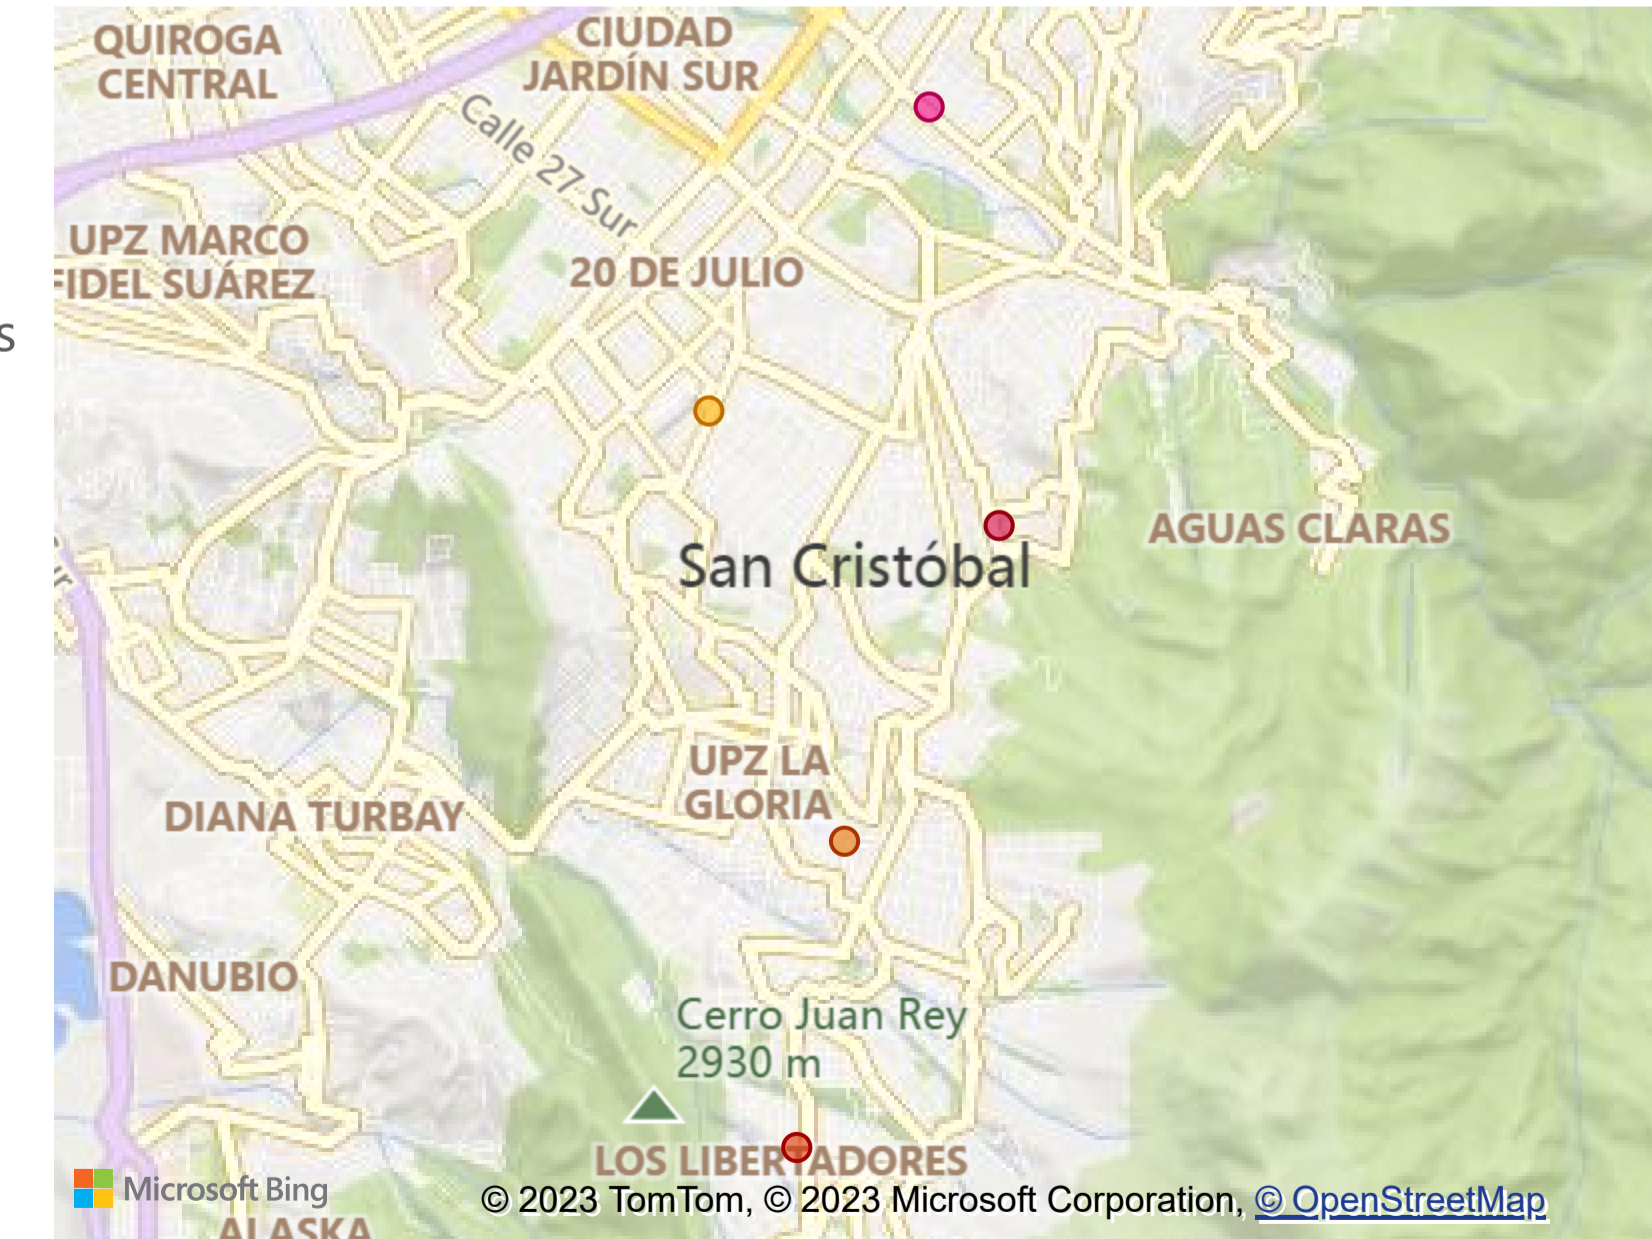 QUIROGA
CENTRAL
CIUDAD
JARDÍN SUR
Calle 27 Sur
UPZ MARCO
FIDEL SUÁREZ
20 DE JULIO
s
AGUAS CLARAS
San Cristóbal
ur
UPZ LA
GLORIA
DIANA TURBAY
DANUBIO
Cerro Juan Rey
2930 m
LOS LIBERTADORES
Microsoft Bing
© 2023 TomTom, © 2023 Microsoft Corporation, © OpenStreetMap
ALASKA